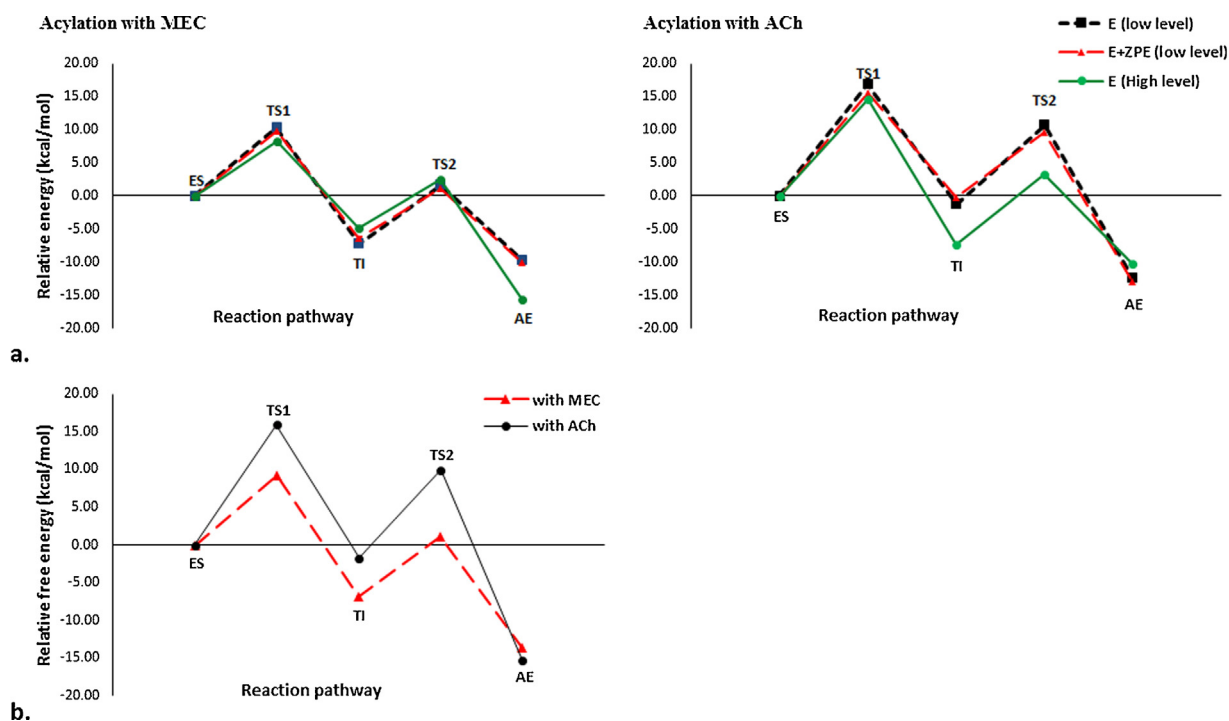 Acylation with MEC
20.00
15.00
10.00
5.00
0.00
-5.00
-10.00
-15.00
-20.00
Relative energy (kcal/mol)
ES
TS1
TI
TS2
AE
Reaction pathway
Acylation with ACh
20.00
15.00
10.00
5.00
0.00
-5.00
-10.00
-15.00
-20.00
Relative energy (kcal/mol)
ES
TS1
TI
TS2
AE
Reaction pathway
E (low level)
E+ZPE (low level)
E (High level)
a.
20.00
15.00
10.00
5.00
0.00
-5.00
-10.00
-15.00
-20.00
Relative free energy (kcal/mol)
ES
TS1
TI
TS2
AE
Reaction pathway
with MEC
with ACh
b.